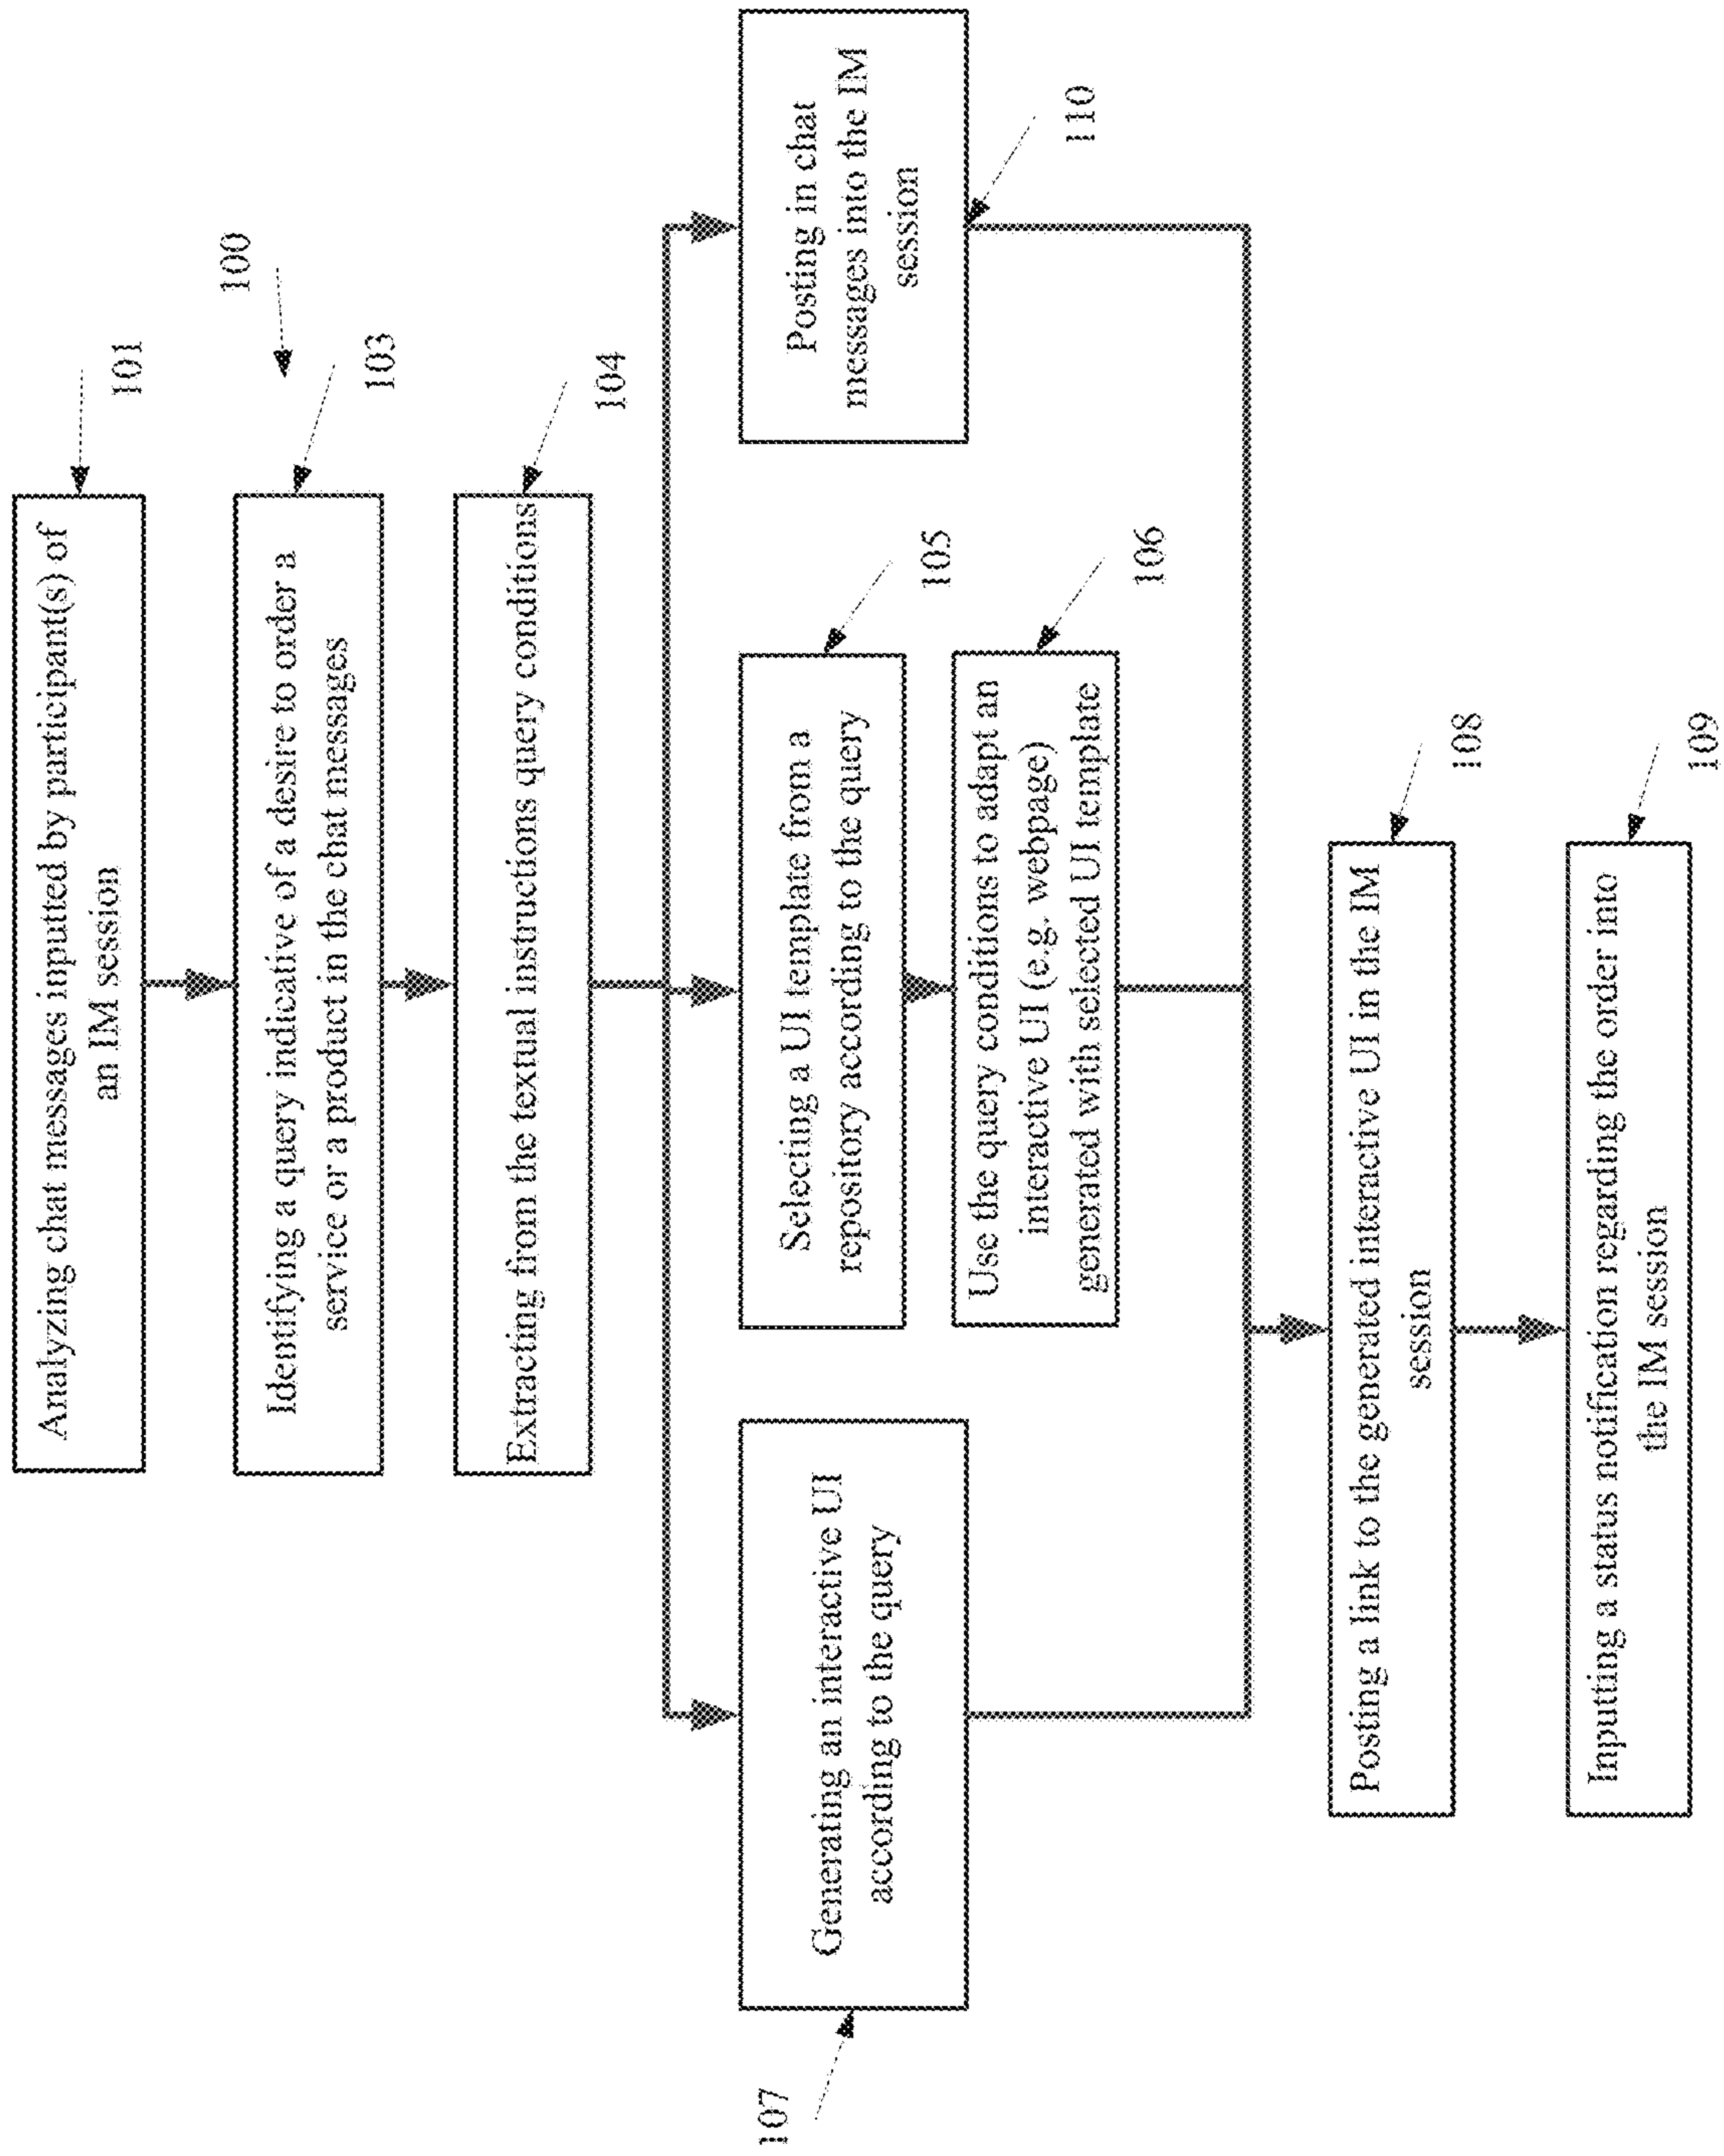 100
Analyzing chat messages inputted by participant(s) of
an IM session
101
Identifying a query indicative of a desire to order a
service or a product in the chat messages
103
Extracting from the textual instructions query conditions
104
107
Generating an interactive UI
according to the query
Selecting a UI template from a
repository according to the query
105
Use the query conditions to adapt an
interactive UI (e.g. webpage)
generated with selected UI template
106
Posting in chat
messages into the IM
session
110
Posting a link to the generated interactive UI in the IM
session
108
Inputing a status notification regarding the order into
the IM session
109